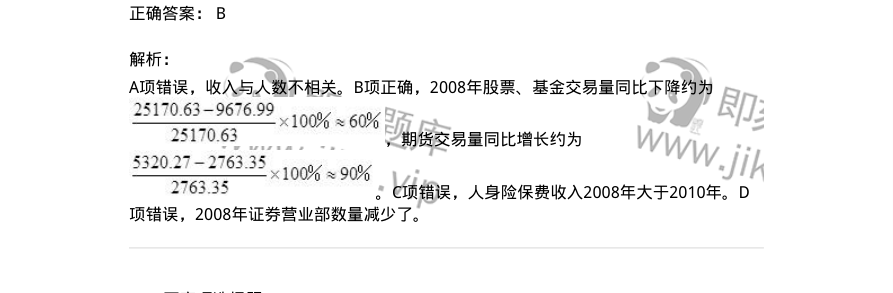 正确答案： B
解析：
A项错误，收入与人数不相关。B项正确，2008年股票、基金交易量同比下降约为
25170.63-9676.99
25170.63
×100%≈60%
，期货交易量同比增长约为
5320.27-2763.35
2763.35
×100%≈90%
。C项错误，人身险保费收入2008年大于2010年。D
项错误，2008年证券营业部数量减少了。
题库
.vip
www.jik